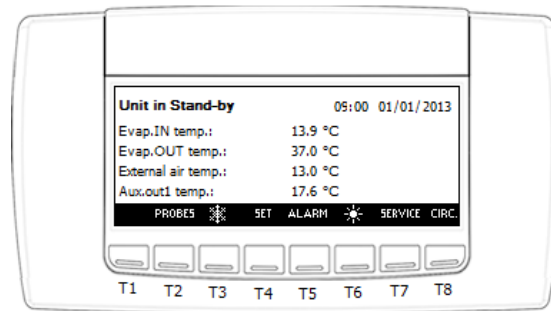 Unit in Stand-by 09:00 01/01/2013
Evap.IN temp.: 13.9 °C
Evap.OUT temp.: 37.0 °C
External air temp.: 13.0 °C
Aux.out1 temp.: 17.6 °C
PROBES SET ALARM SERVICE CIRC.
T1 T2 T3 T4 T5 T6 T7 T8